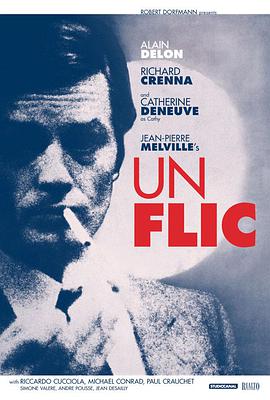 ROBERT DORFMANN presents
ALAIN
DELON
RICHARD
CRENNA
and
CATHERINE
DENEUVE
as Cathy
JEAN-PIERRE
MELVILLE's
UN
FLIC
with RICCARDO CUCCIOLA, MICHAEL CONRAD, PAUL CRAUCHET
SIMONE VALERE, ANDRE POUSSE, JEAN DESAILLY
STUDIOCANAL
RIALTO